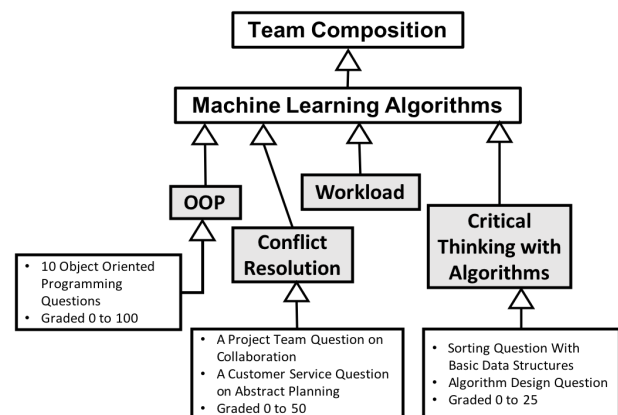 Team Composition
Machine Learning Algorithms
OOP
Workload
Conflict
Resolution
Critical
Thinking with
Algorithms
• 10 Object Oriented
Programming
Questions
• Graded 0 to 100
• A Project Team Question on
Collaboration
• A Customer Service Question
on Abstract Planning
• Graded 0 to 50
• Sorting Question With
Basic Data Structures
• Algorithm Design Question
• Graded 0 to 25